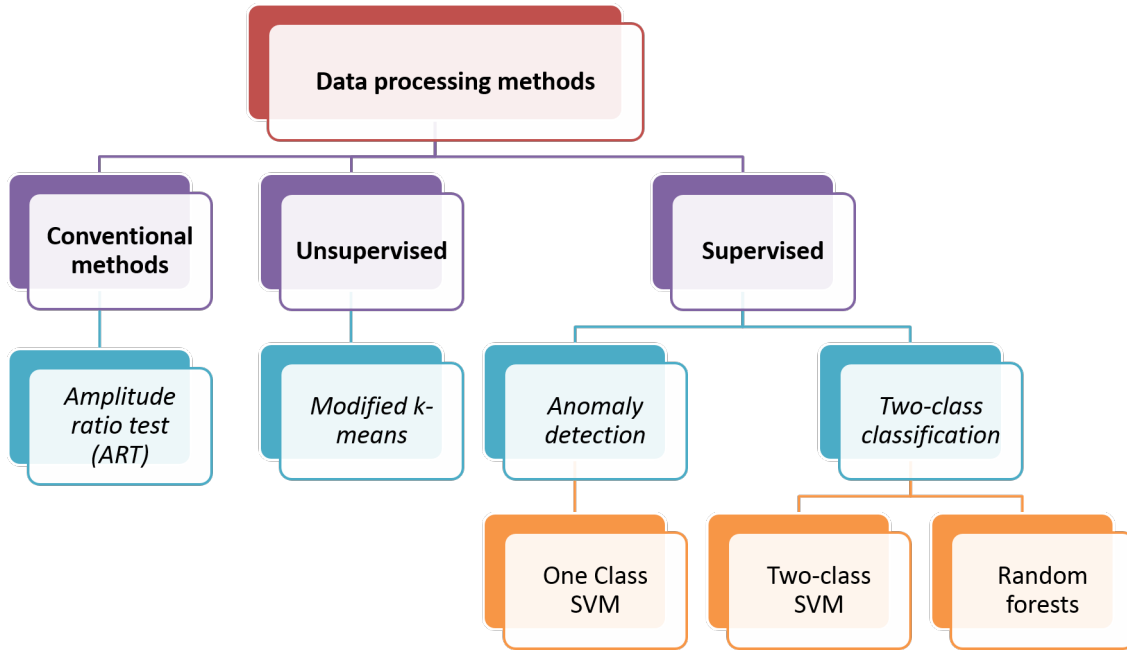 Data processing methods
Conventional
methods
Unsupervised
Supervised
Amplitude
ratio test
(ART)
Modified k-
means
Anomaly
detection
Two-class
classification
One Class
SVM
Two-class
SVM
Random
forests